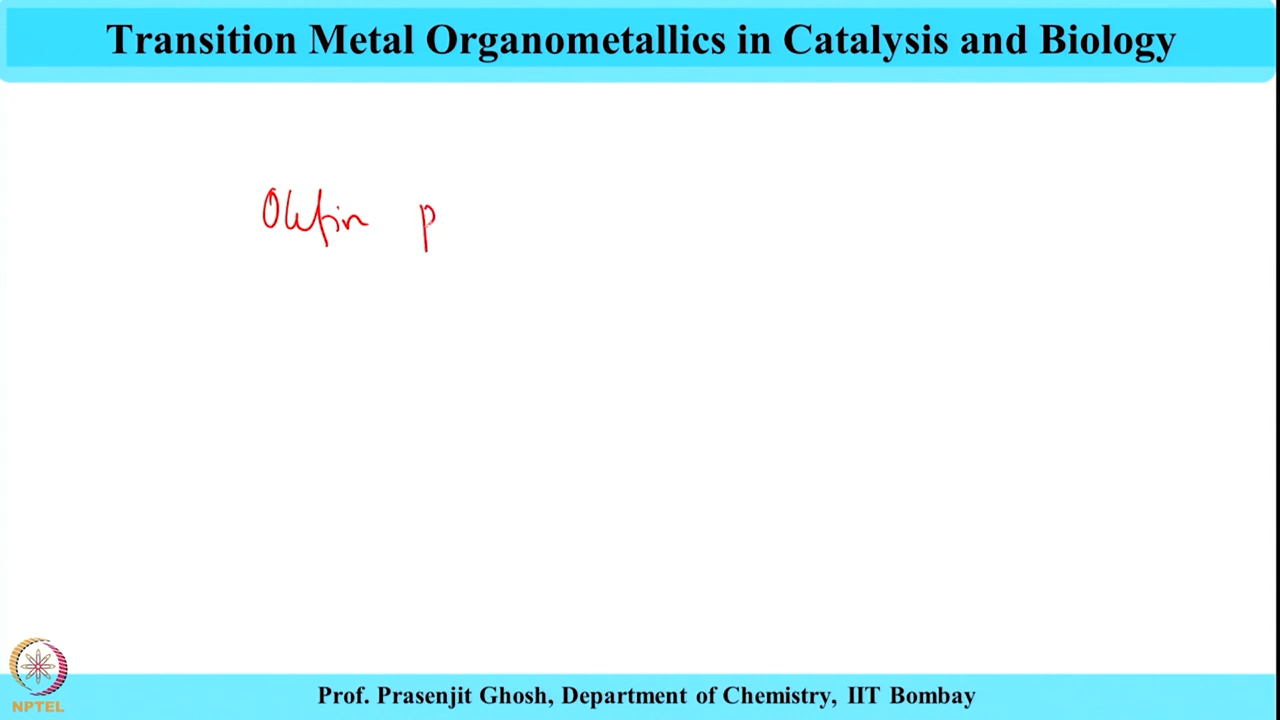 Transition Metal Organometallics in Catalysis and Biology
Olefin p
NPTEL
Prof. Prasenjit Ghosh, Department of Chemistry, IIT Bombay